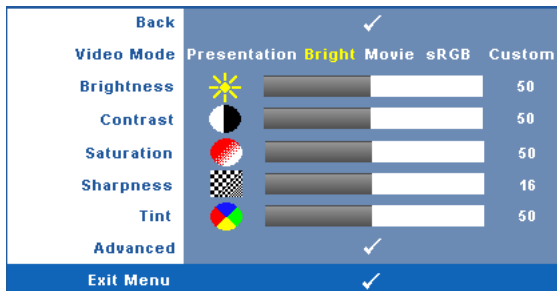 Back
Video Mode Presentation Bright Movie sRGB Custom
Brightness 50
Contrast 50
Saturation 50
Sharpness 16
Tint 50
Advanced
Exit Menu